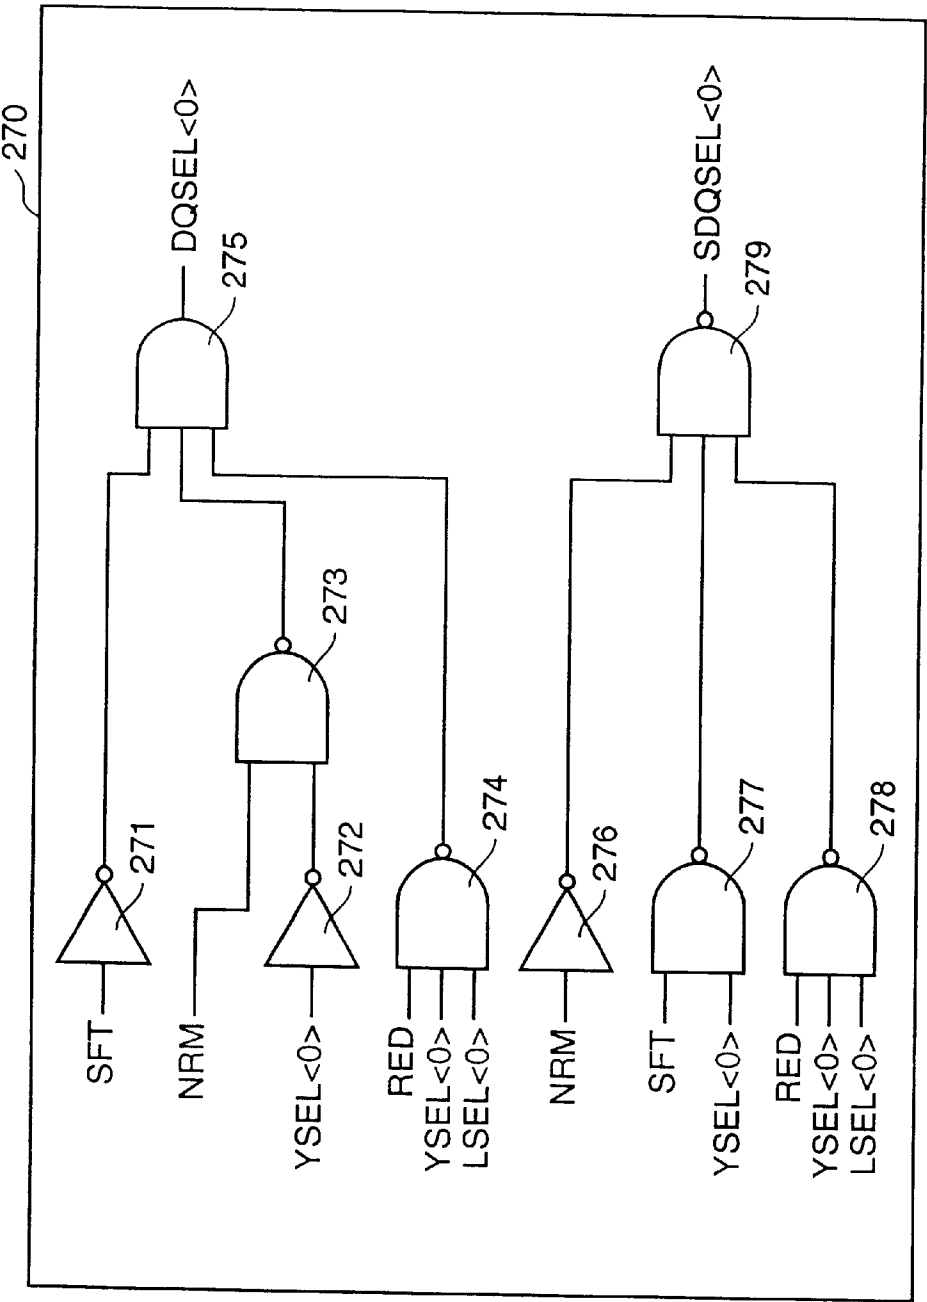 270
SFT
271
NRM
YSEL<0>
272
273
RED
YSEL<0>
LSEL<0>
274
275
DQSEL<0>
NRM
276
SFT
YSEL<0>
277
RED
YSEL<0>
LSEL<0>
278
279
SDQSEL<0>